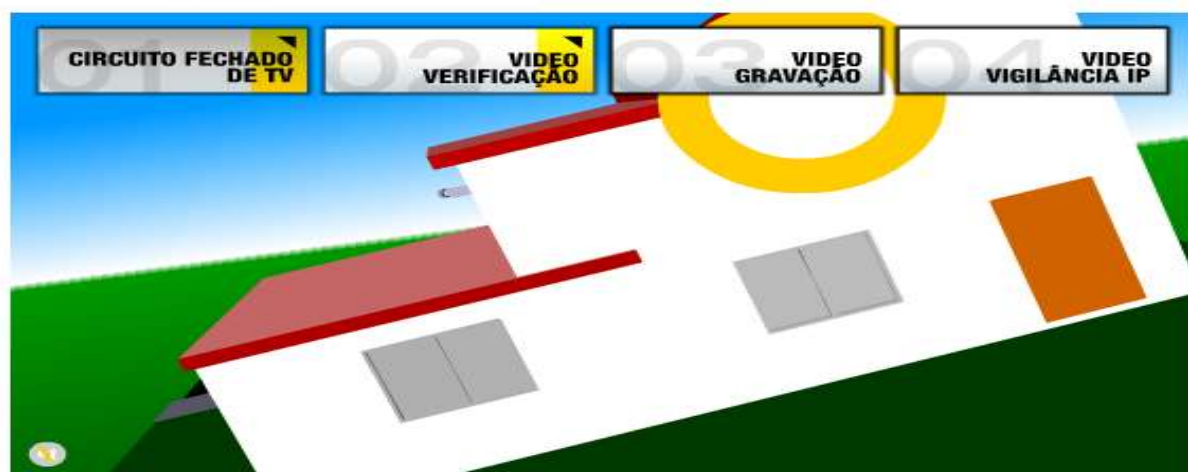 01
CIRCUITO FECHADO
DE TV
02
VIDEO
VERIFICAÇÃO
03
VIDEO
GRAVAÇÃO
04
VIDEO
VIGILÂNCIA IP